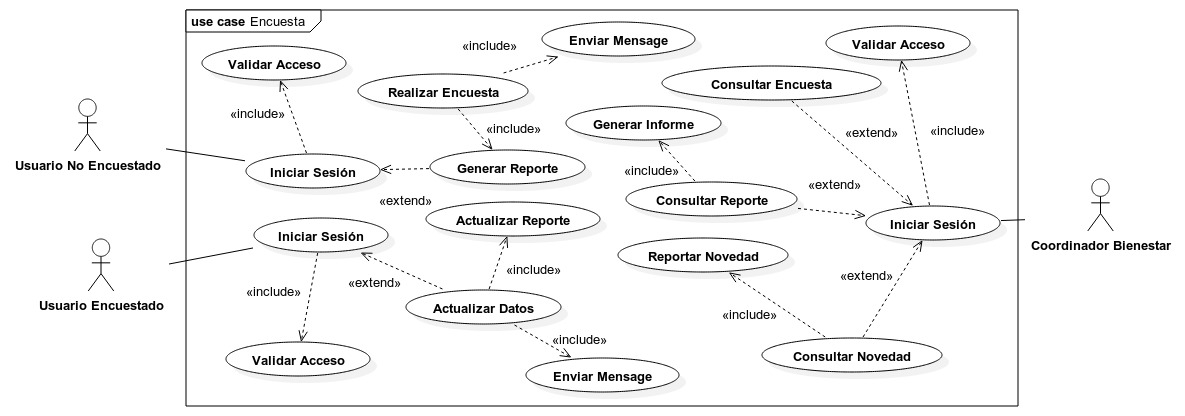 use case Encuesta
Validar Acceso
«include»
Enviar Mensage
Realizar Encuesta
«include»
Usuario No Encuestado
Iniciar Sesión
Generar Reporte
«extend»
Validar Acceso
Consultar Encuesta
Generar Informe
«extend»
«include»
«include»
Consultar Reporte
«extend»
Iniciar Sesión
Coordinador Bienestar
Reportar Novedad
«extend»
«include»
Consultar Novedad
Usuario Encuestado
Iniciar Sesión
Actualizar Reporte
«include»
«extend»
«include»
Actualizar Datos
«include»
Validar Acceso
Enviar Mensage
«include»